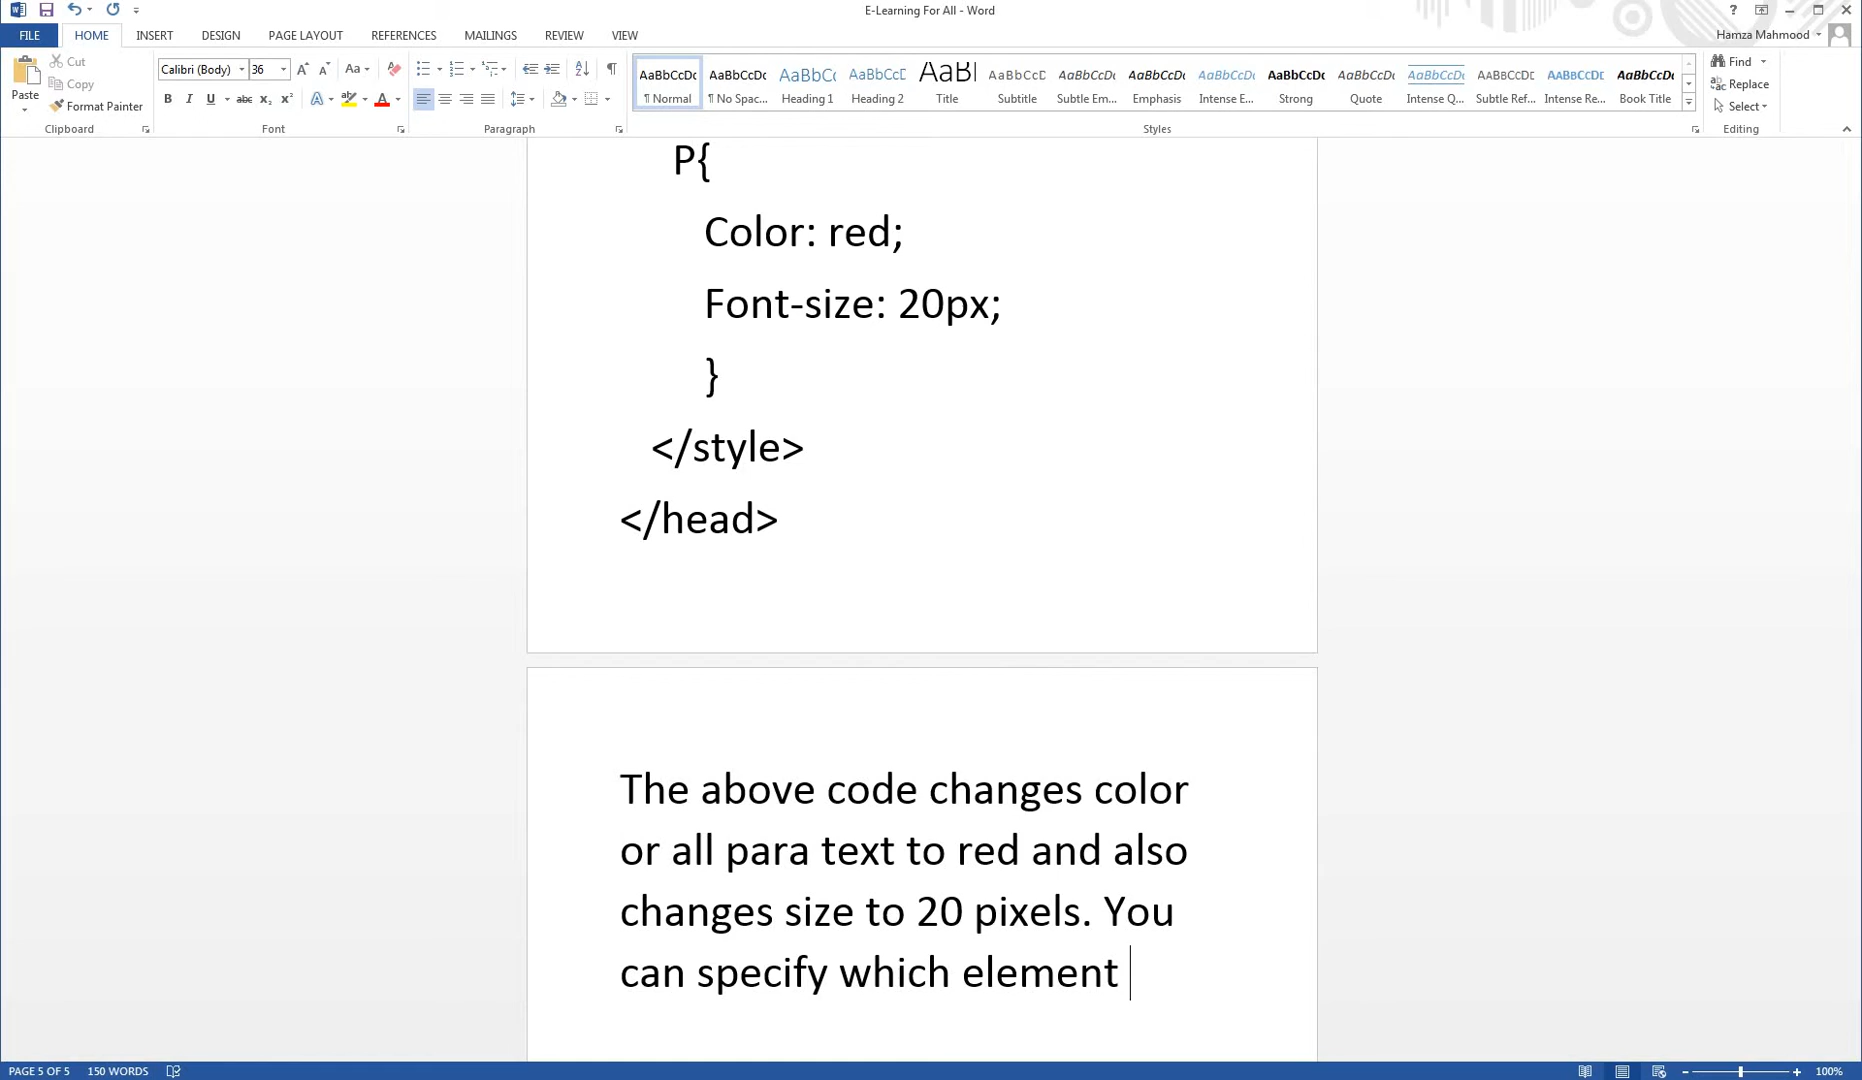 E-Learning For All - Word
FILE HOME INSERT DESIGN PAGE LAYOUT REFERENCES MAILINGS REVIEW VIEW
Hamza Mahmood
Paste
Cut
Copy
Format Painter
Clipboard
Calibri (Body) 36
Font
Paragraph
AaBbCcDc AaBbCcDc AaBbCc AaBbCcD AaBl AaBbCcD AaBbCcDc AaBbCcDc AaBbCcDc AaBbCcDc AaBbCcDc AaBbCcDc AaBbCcDc AaBbCcDc AaBbCcDc
¶ Normal ¶ No Spac... Heading 1 Heading 2 Title Subtitle Subtle Em... Emphasis Intense E... Strong Quote Intense Q... Subtle Ref... Intense Re... Book Title
Styles
Find
Replace
Select
Editing
P{
Color: red;
Font-size: 20px;
}
</style>
</head>
The above code changes color
or all para text to red and also
changes size to 20 pixels. You
can specify which element
PAGE 5 OF 5 150 WORDS
100%